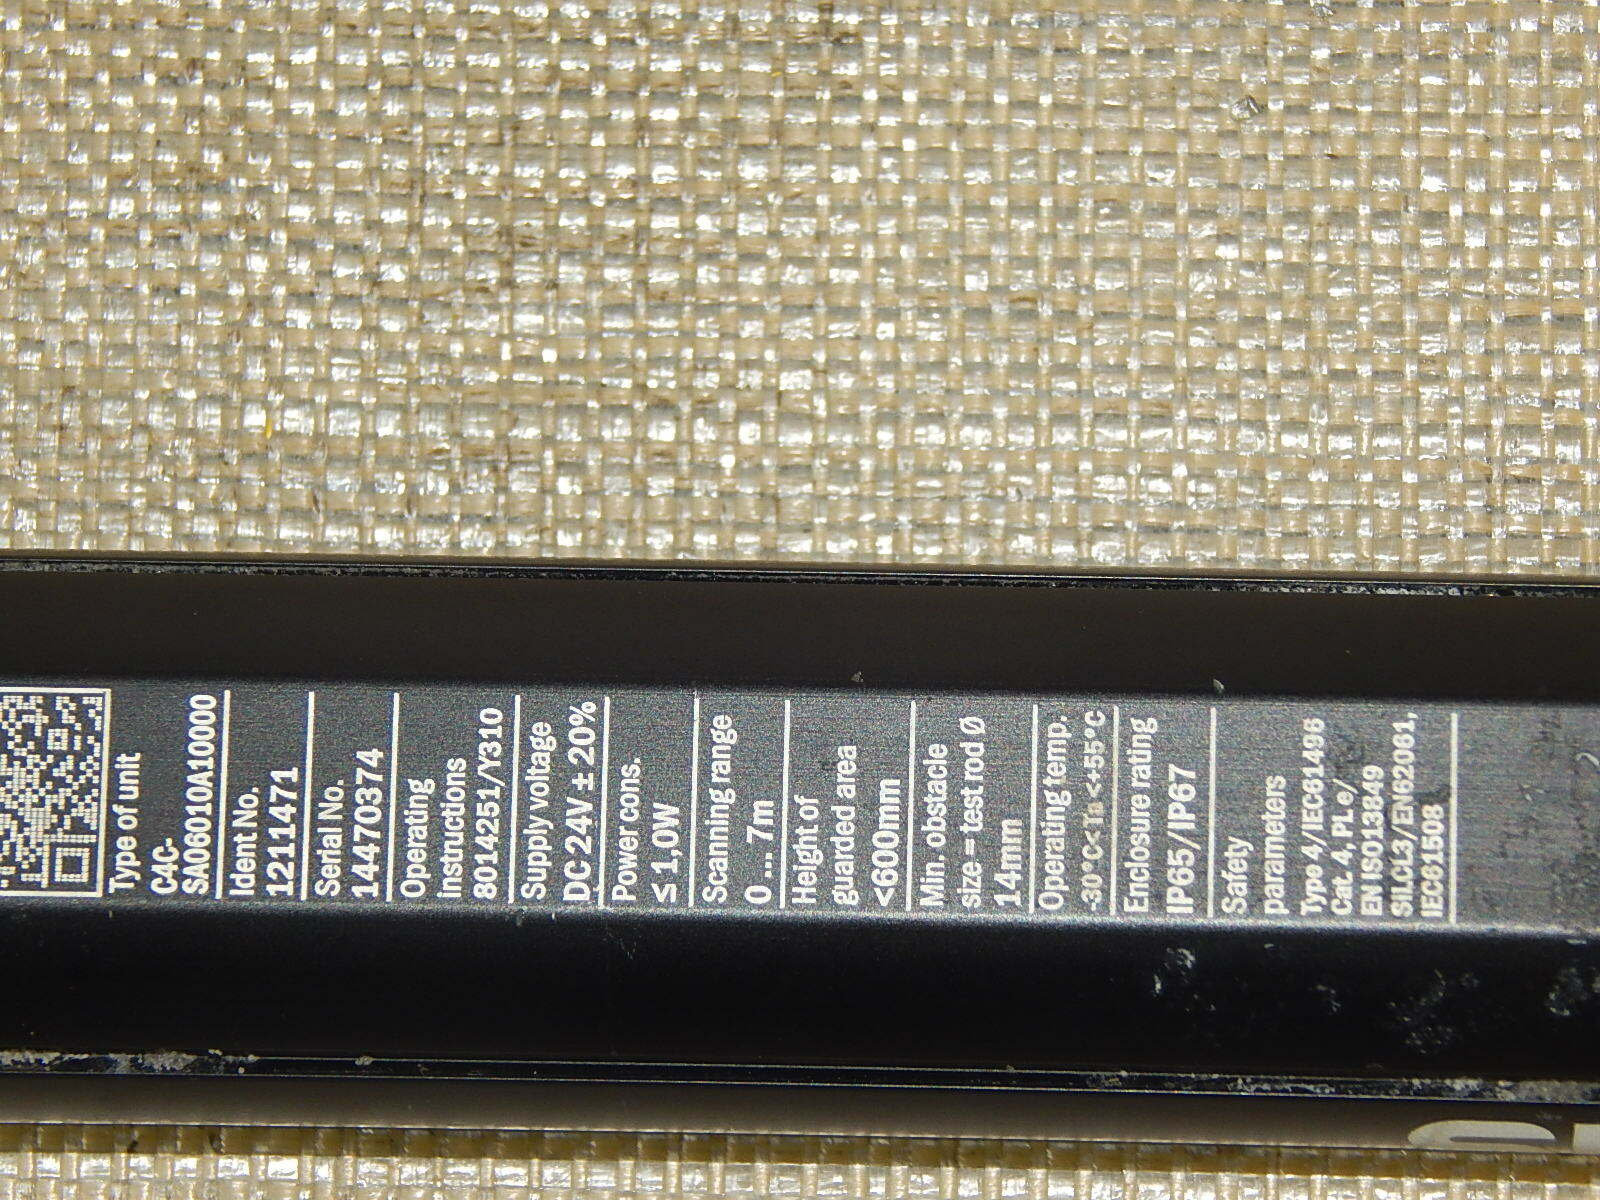 Type of unit
C4C-
SA06010A10000
Ident No.
1211471
Serial No.
14470374
Operating
instructions
8014251/Y310
Supply voltage
DC 24V ± 20%
Power cons.
≤ 1,0W
Scanning range
0 ... 7m
Height of
guarded area
<600mm
Min. obstacle
size = test rod Ø
14mm
Operating temp.
-30°C<Tn<+55°C
Enclosure rating
IP65/IP67
Safety
parameters
Type 4/IEC61496
Cat. 4, PLe/
EN ISO13849
SILCL3/EN62061,
IEC61508